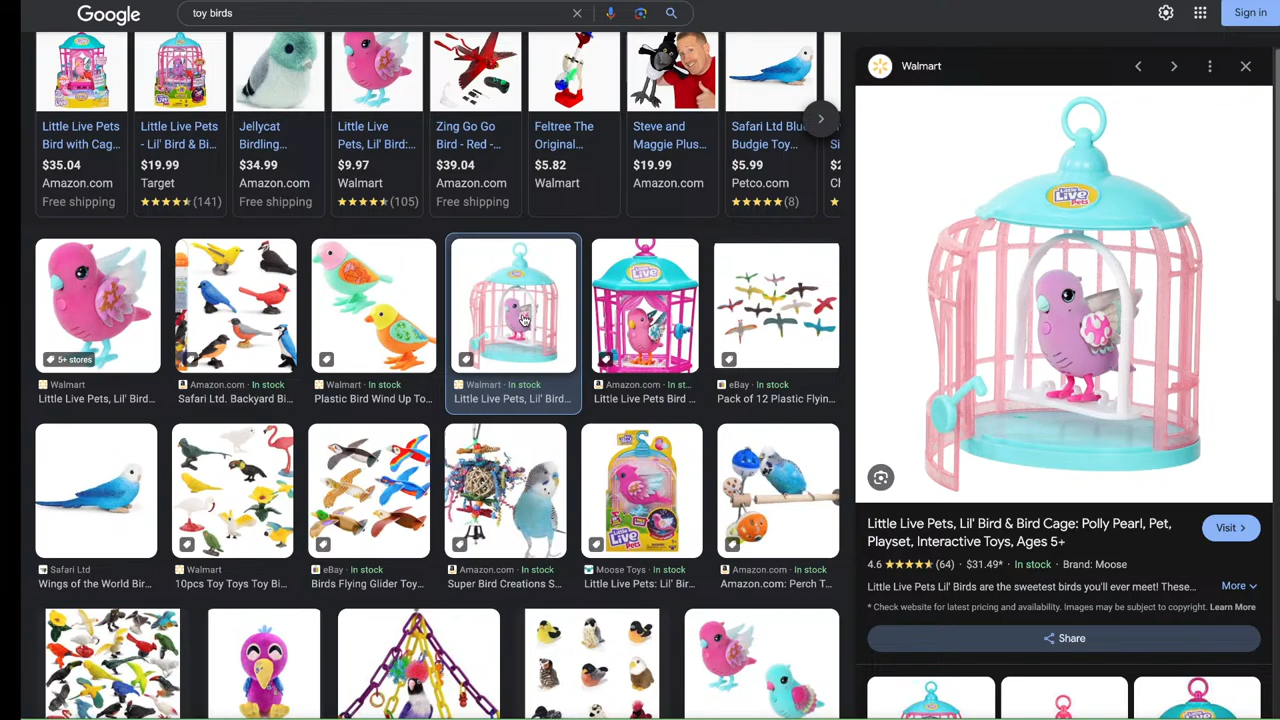 Google
toy birds
Sign in
Little Live Pets
Bird with Cag...
$35.04
Amazon.com
Free shipping
Little Live Pets
- Lil' Bird & Bi...
$19.99
Target
(141)
Jellycat
Birdling...
$34.99
Amazon.com
Free shipping
Little Live
Pets, Lil' Bird:...
$9.97
Walmart
(105)
Zing Go Go
Bird - Red -...
$39.04
Amazon.com
Free shipping
Feltree The
Original...
$5.82
Walmart
Steve and
Maggie Plus...
$19.99
Amazon.com
Safari Ltd Blu
Budgie Toy...
$5.99
Petco.com
(8)
5+ stores
Walmart
Little Live Pets, Lil' Bird...
Amazon.com · In stock
Safari Ltd. Backyard Bi...
Walmart · In stock
Plastic Bird Wind Up To...
Walmart · In stock
Little Live Pets, Lil' Bird...
Little Live
Amazon.com · In st...
Little Live Pets Bird ...
eBay · In stock
Pack of 12 Plastic Flyin...
Safari Ltd
Wings of the World Bir...
Walmart
10pcs Toy Toys Toy Bi...
eBay · In stock
Birds Flying Glider Toy...
Amazon.com · In stock
Super Bird Creations S...
Little Live
Moose Toys · In stock
Little Live Pets: Lil' Bir...
Amazon.com · In stock
Amazon.com: Perch T...
Walmart
Little Live Pets
Little Live Pets, Lil' Bird & Bird Cage: Polly Pearl, Pet,
Playset, Interactive Toys, Ages 5+
Visit
4.6 (64) · $31.49* · In stock · Brand: Moose
Little Live Pets Lil' Birds are the sweetest birds you'll ever meet! These...
More
* Check website for latest pricing and availability. Images may be subject to copyright. Learn More
Share